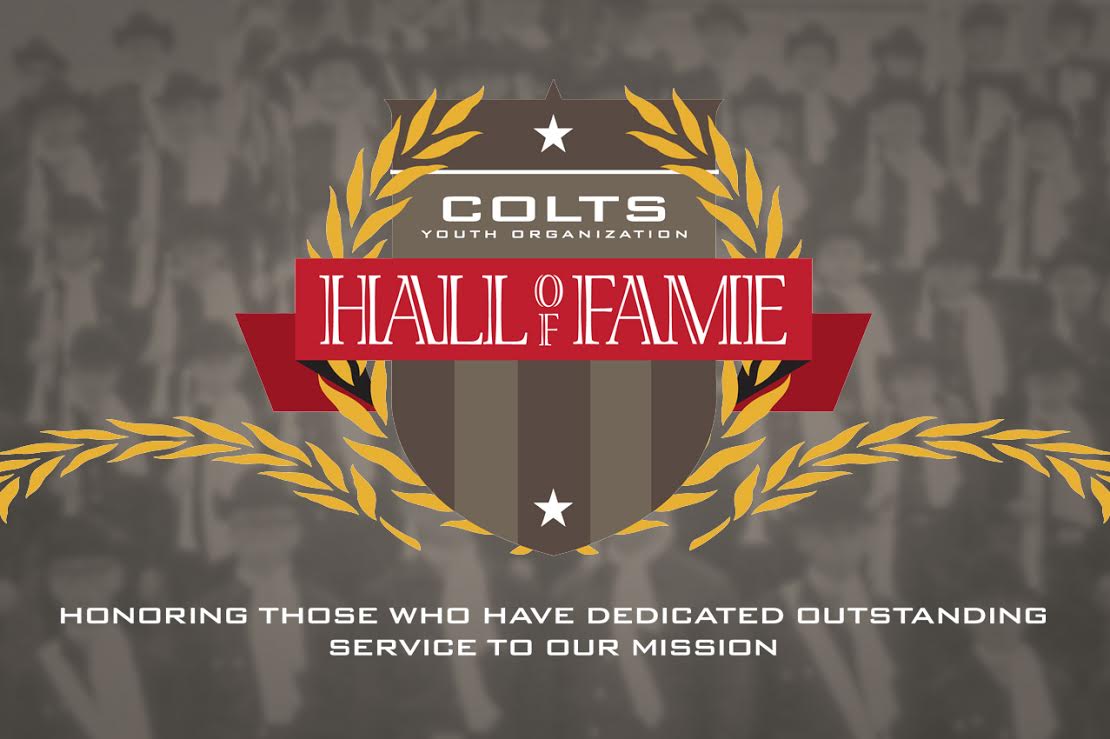 COLTS
YOUTH ORGANIZATION
HALL OF FAME
HONORING THOSE WHO HAVE DEDICATED OUTSTANDING
SERVICE TO OUR MISSION